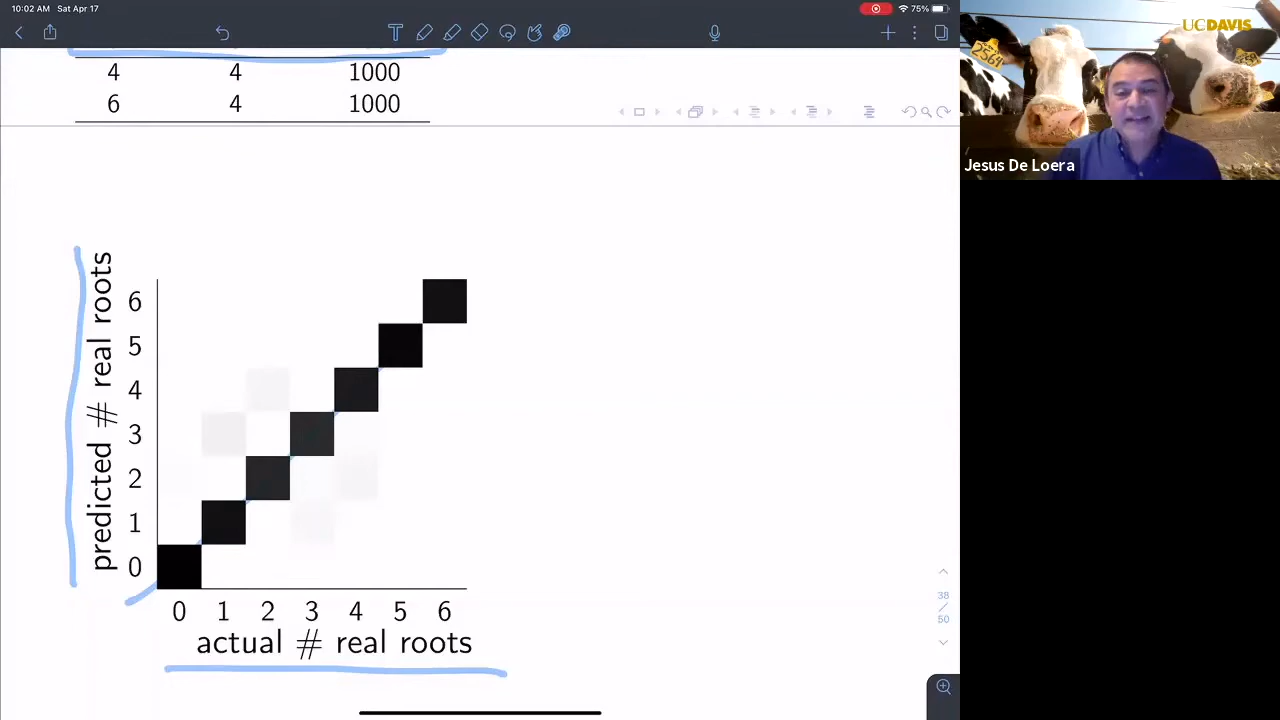 10:02 AM Sat Apr 17
75%
4 4 1000
6 4 1000
UCDAVIS
2564
Jesus De Loera
predicted # real roots
6
5
4
3
2
1
0
0 1 2 3 4 5 6
actual # real roots
38
/
50